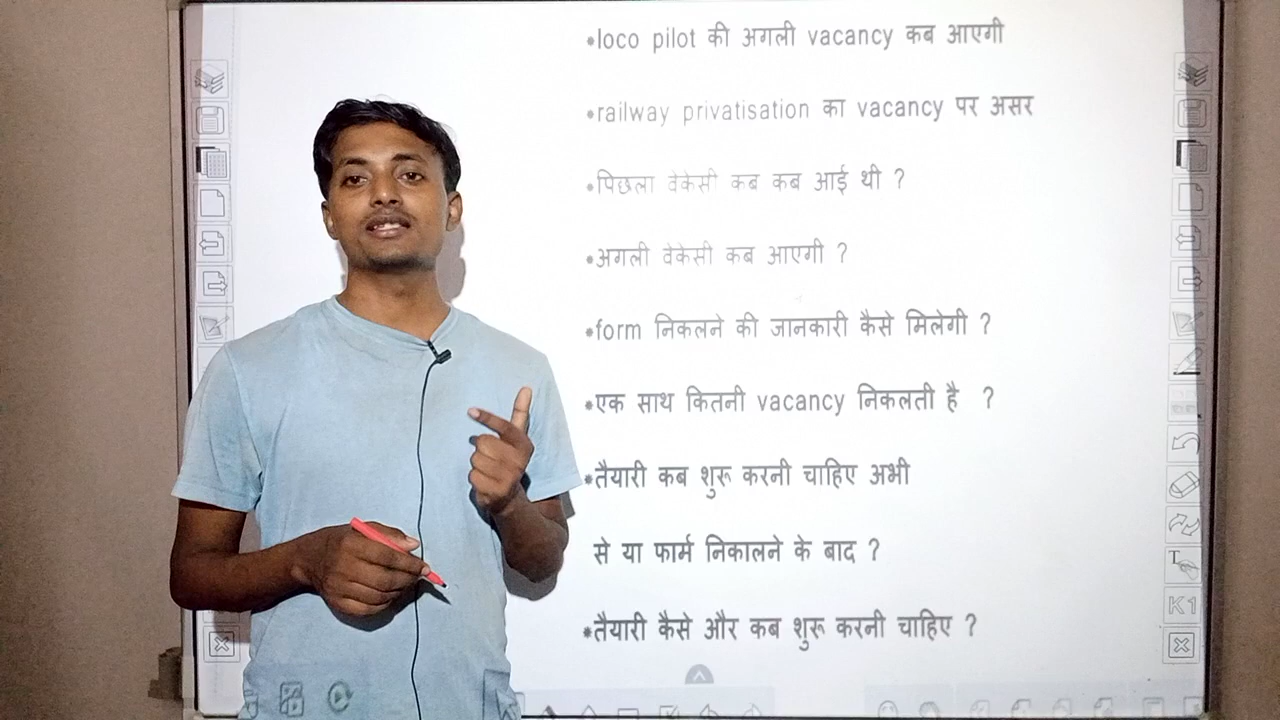 •loco pilot की अगली vacancy कब आएगी
•railway privatisation का vacancy पर असर
•पिछला वेकेसी कब कब आई थी ?
•अगली वेकेसी कब आएगी ?
•form निकलने की जानकारी कैसे मिलेगी ?
•एक साथ कितनी vacancy निकलती है ?
•तैयारी कब शुरू करनी चाहिए अभी
से या फार्म निकालने के बाद ?
•तैयारी कैसे और कब शुरू करनी चाहिए ?
T
K1